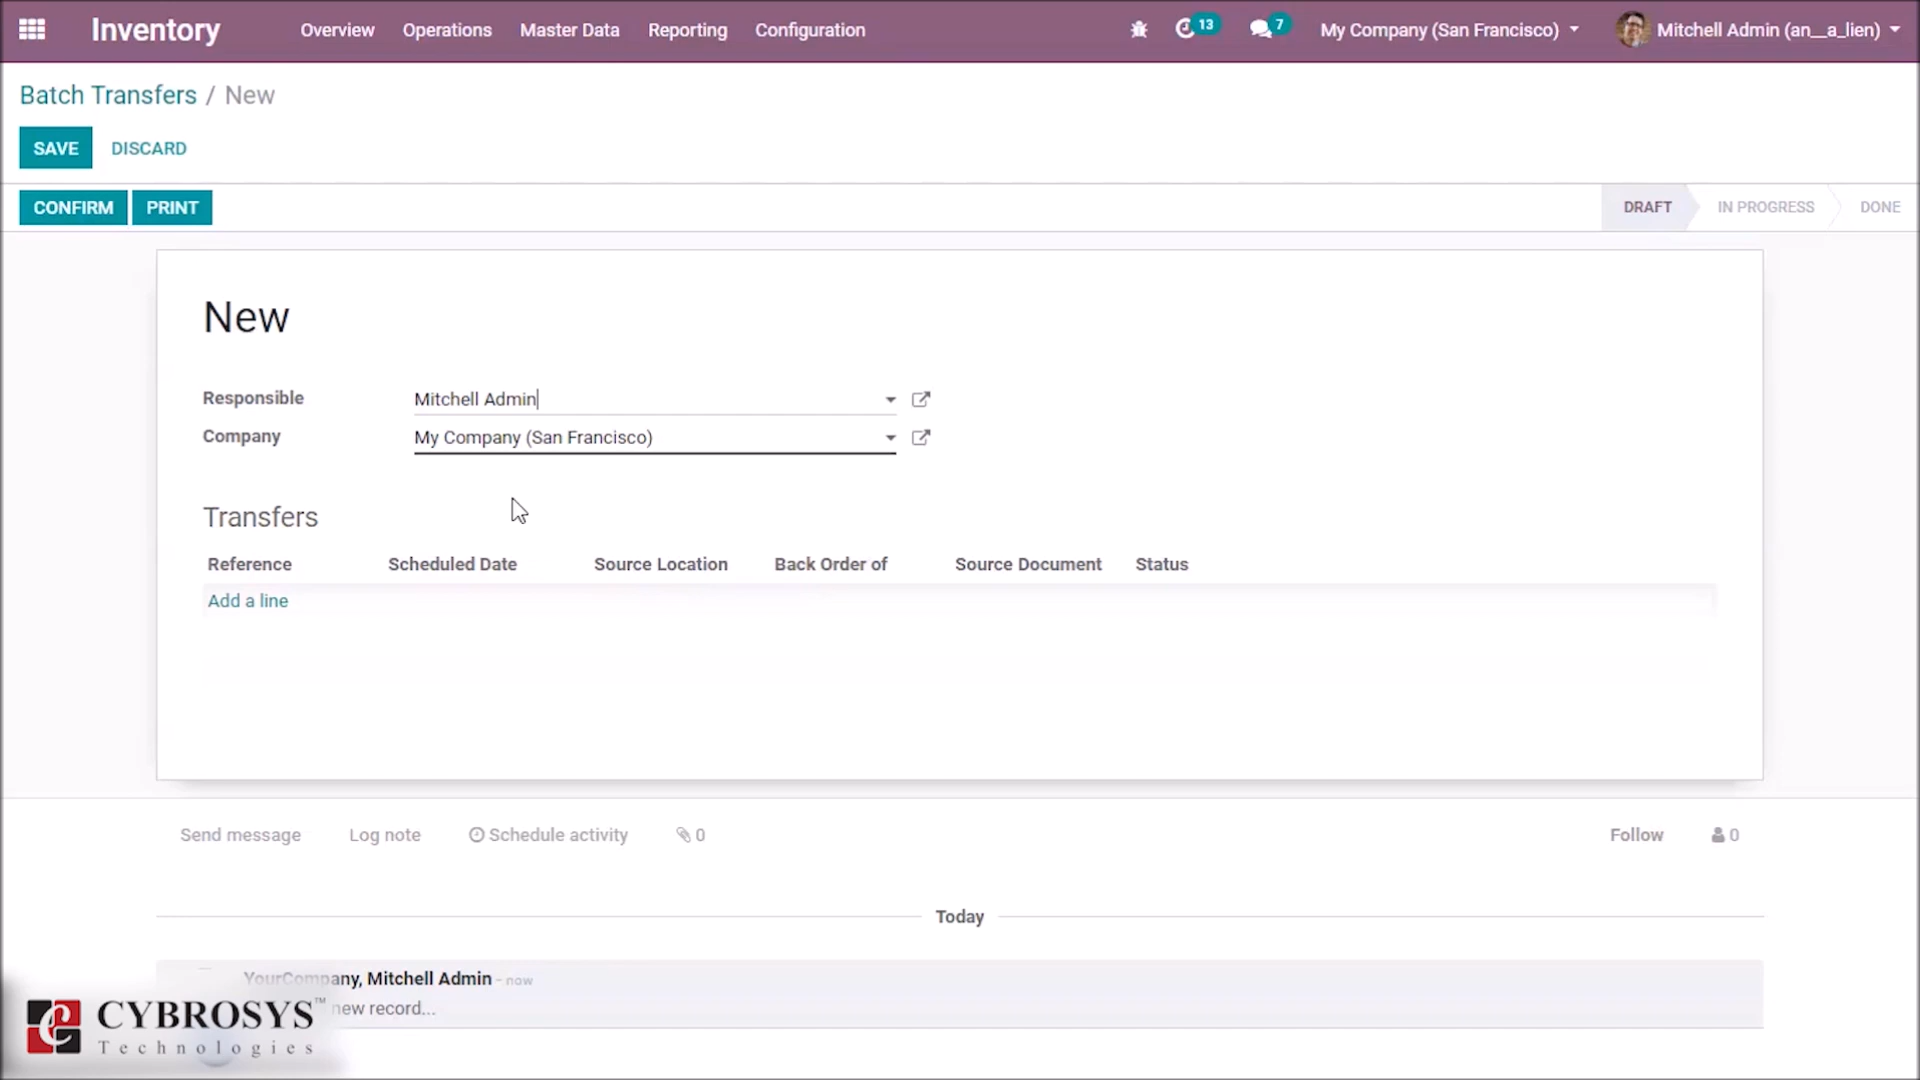 Inventory Overview Operations Master Data Reporting Configuration 13 7 My Company (San Francisco) Mitchell Admin (an__a_lien)
Batch Transfers / New
SAVE DISCARD
CONFIRM PRINT DRAFT IN PROGRESS DONE
New
Responsible Mitchell Admin
Company My Company (San Francisco)
Transfers
Reference Scheduled Date Source Location Back Order of Source Document Status
Add a line
Send message Log note Schedule activity 0 Follow 0
Today
YourCompany, Mitchell Admin - now
new record...
CYBROSYS™
Technologies